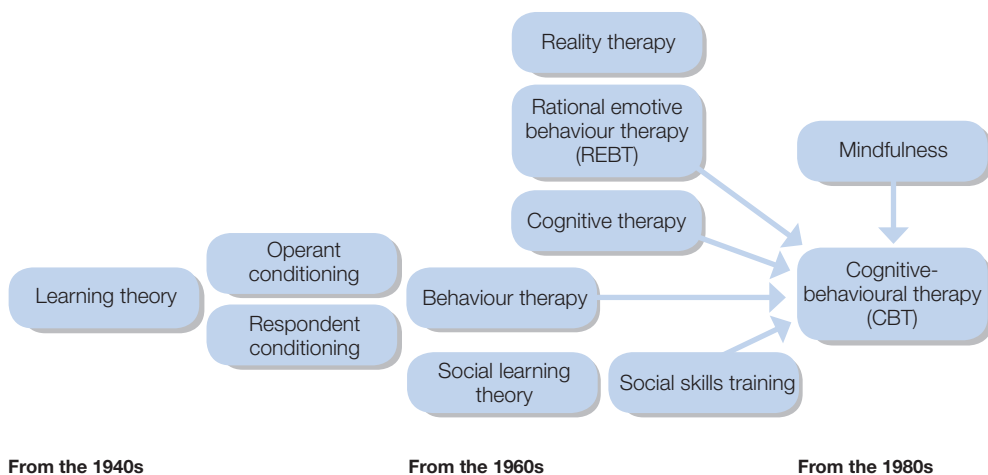 Reality therapy
Rational emotive
behaviour therapy
(REBT)
Mindfulness
Cognitive therapy
Operant
conditioning
Learning theory
Respondent
conditioning
Behaviour therapy
Cognitive-
behavioural therapy
(CBT)
Social learning
theory
Social skills training
From the 1940s
From the 1960s
From the 1980s